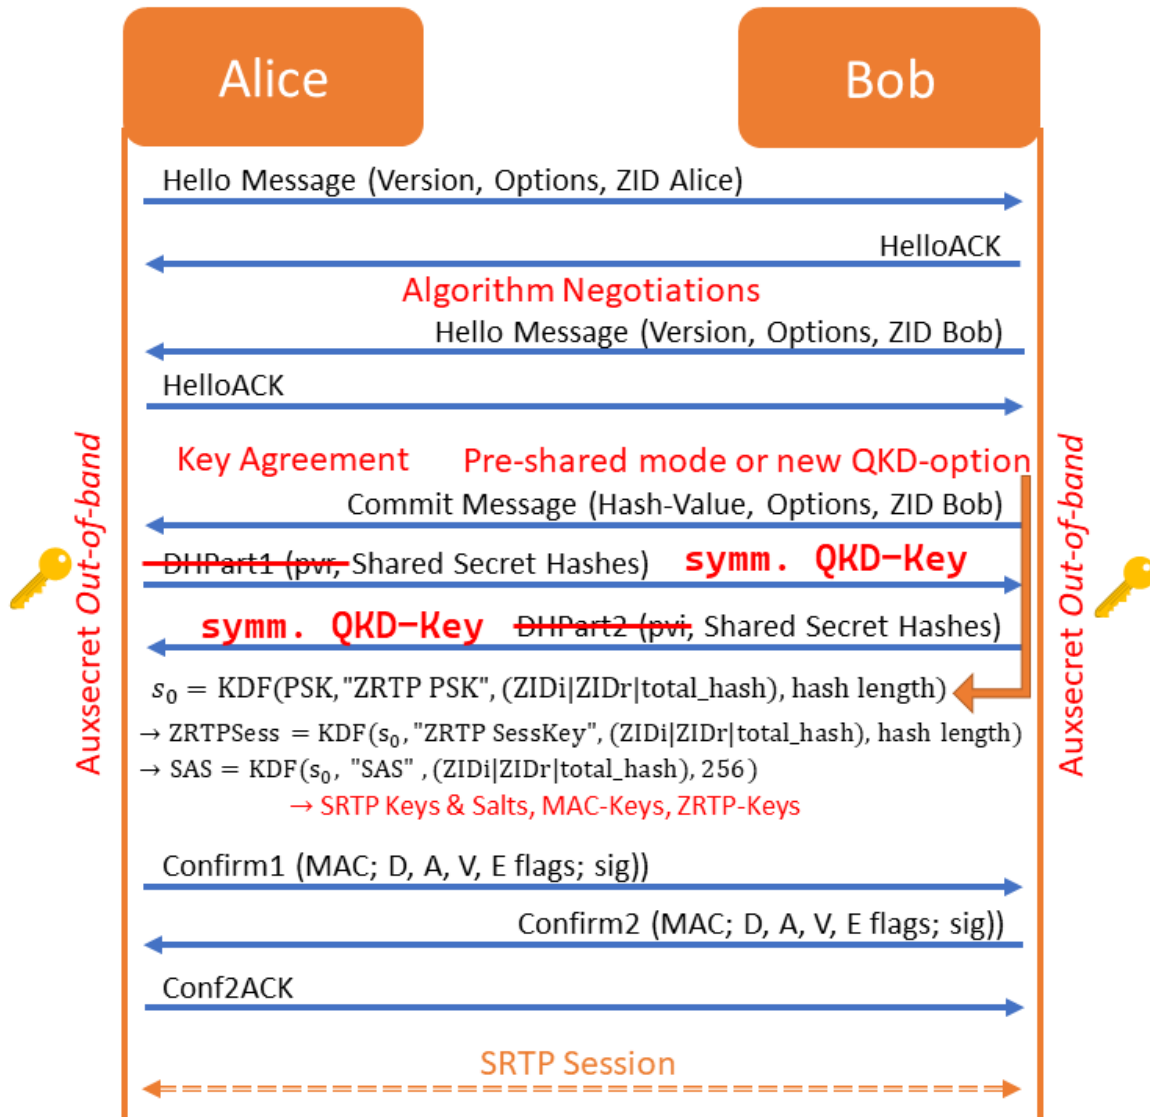 Alice
Bob
Hello Message (Version, Options, ZID Alice)
HelloACK
Algorithm Negotiations
Hello Message (Version, Options, ZID Bob)
HelloACK
Key Agreement
Pre-shared mode or new QKD-option
Commit Message (Hash-Value, Options, ZID Bob)
DHPart1 (pvr, Shared Secret Hashes) symm. QKD-Key
symm. QKD-Key DHPart2 (pvi, Shared Secret Hashes)
s₀ = KDF(PSK,"ZRTP PSK", (ZIDi|ZIDr|total_hash), hash length)
→ ZRTPSess = KDF(s₀,"ZRTP SessKey", (ZIDi|ZIDr|total_hash), hash length)
→ SAS = KDF(s₀, "SAS" , (ZIDi|ZIDr|total_hash), 256)
→ SRTP Keys & Salts, MAC-Keys, ZRTP-Keys
Confirm1 (MAC; D, A, V, E flags; sig))
Confirm2 (MAC; D, A, V, E flags; sig))
Conf2ACK
SRTP Session
Auxsecret Out-of-band
Auxsecret Out-of-band